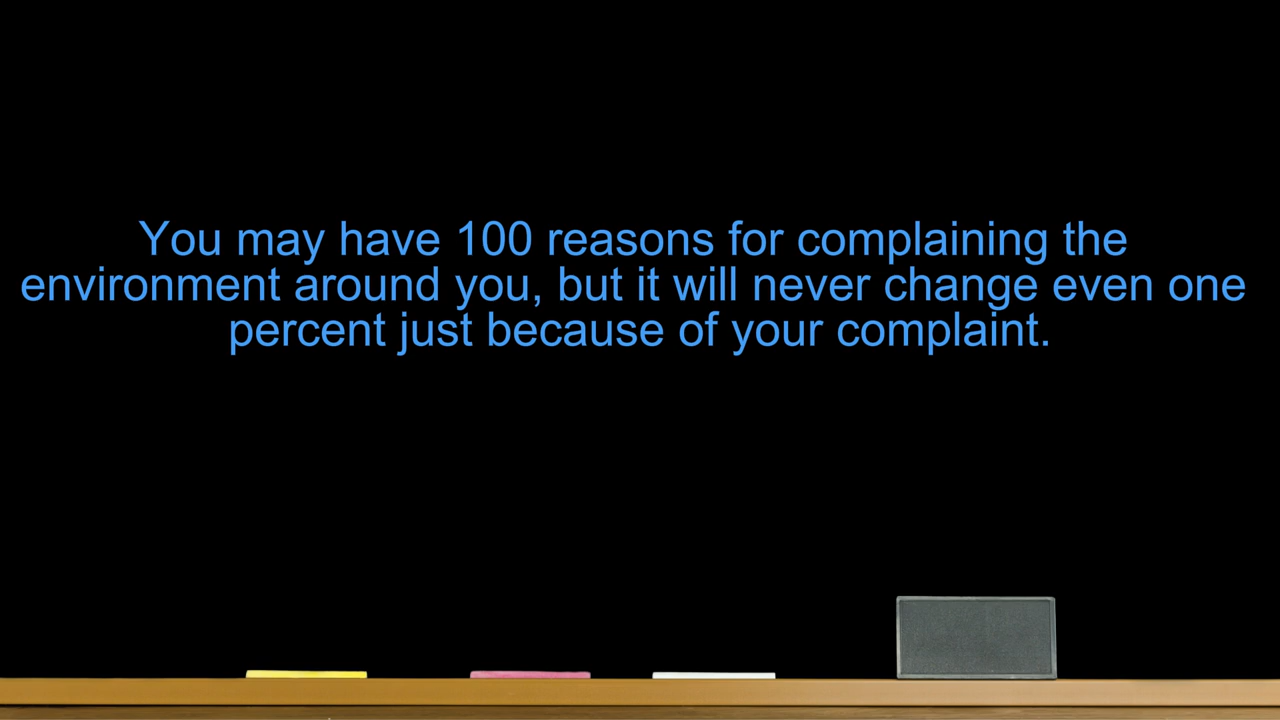 You may have 100 reasons for complaining the
environment around you, but it will never change even one
percent just because of your complaint.